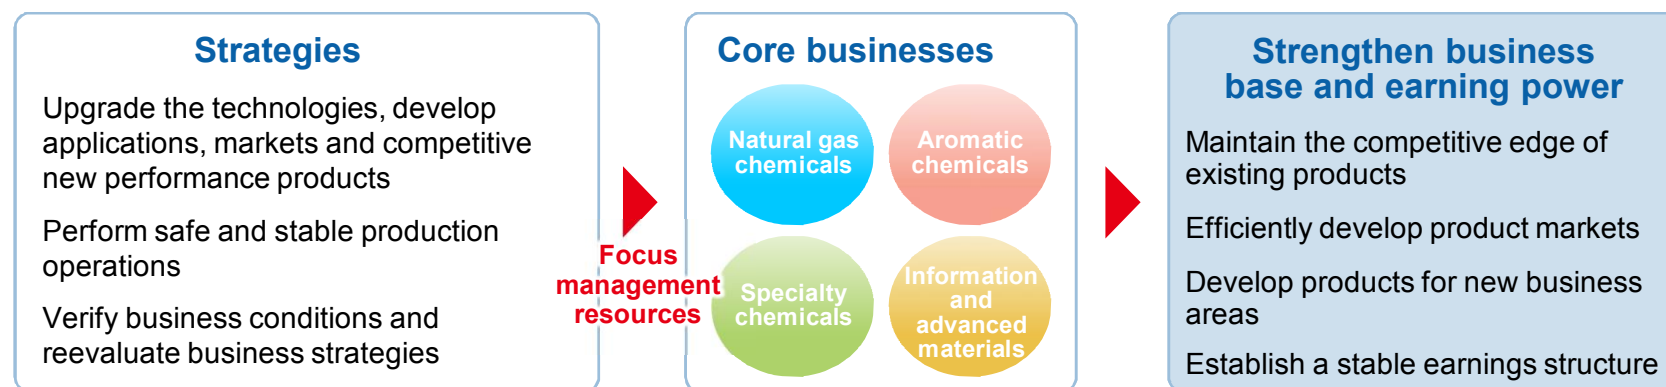 Strategies
Upgrade the technologies, develop
applications, markets and competitive
new performance products
Perform safe and stable production
operations
Verify business conditions and
reevaluate business strategies
Focus
management
resources
Core businesses
Natural gas
chemicals
Aromatic
chemicals
Specialty
chemicals
Information
and
advanced
materials
Strengthen business
base and earning power
Maintain the competitive edge of
existing products
Efficiently develop product markets
Develop products for new business
areas
Establish a stable earnings structure